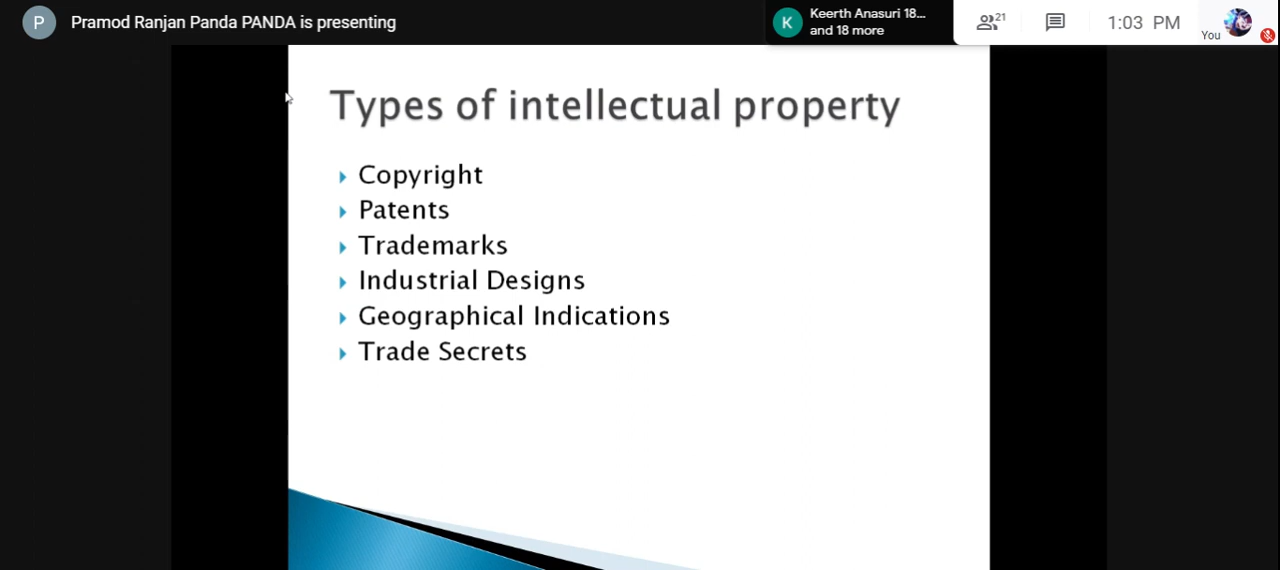 P
Pramod Ranjan Panda PANDA is presenting
K
Keerth Anasuri 18...
and 18 more
21
1:03 PM
You
Types of intellectual property
Copyright
Patents
Trademarks
Industrial Designs
Geographical Indications
Trade Secrets